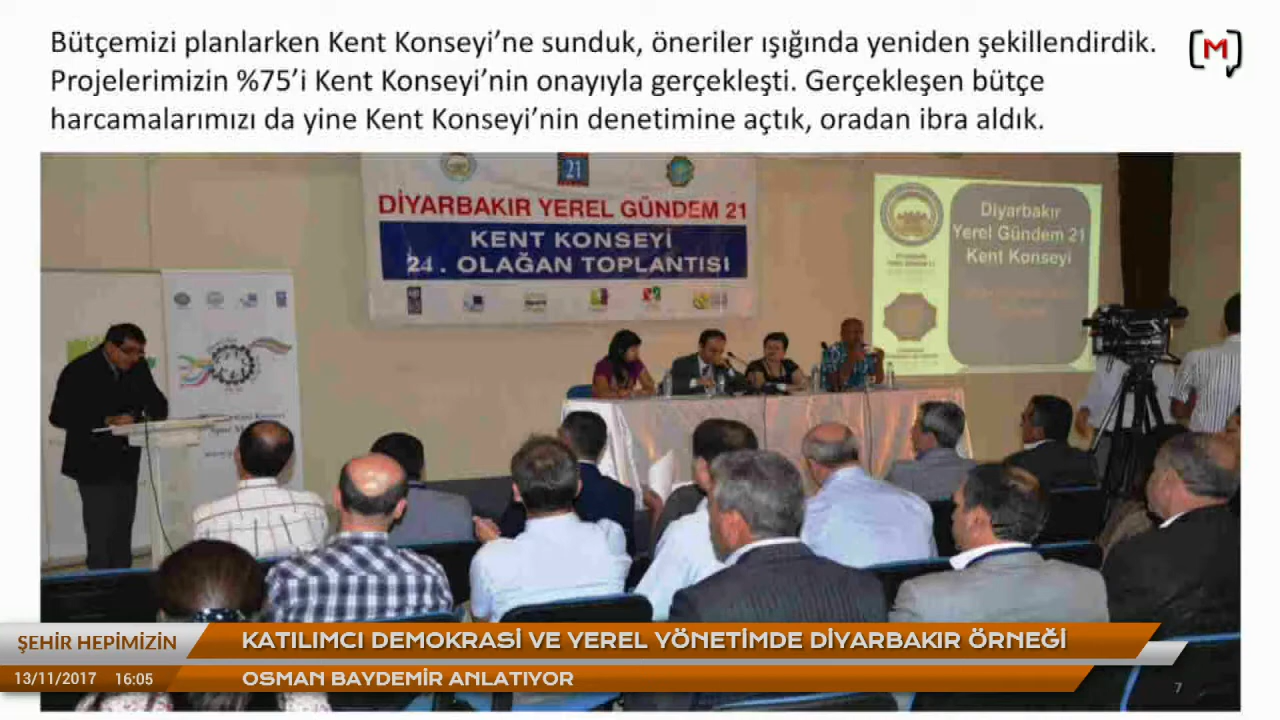 Bütçemizi planlarken Kent Konseyi’ne sunduk, öneriler ışığında yeniden şekillendirdik.
Projelerimizin %75’i Kent Konseyi’nin onayıyla gerçekleşti. Gerçekleşen bütçe
harcamalarımızı da yine Kent Konseyi’nin denetimine açtık, oradan ibra aldık.
[M]
21
DİYARBAKIR YEREL GÜNDEM 21
KENT KONSEYİ
24. OLAĞAN TOPLANTISI
Diyarbakır
Yerel Gündem 21
Kent Konseyi
ŞEHİR HEPİMİZİN
KATILIMCI DEMOKRASİ VE YEREL YÖNETİMDE DİYARBAKIR ÖRNEĞİ
13/11/2017 16:05
OSMAN BAYDEMİR ANLATIYOR
7